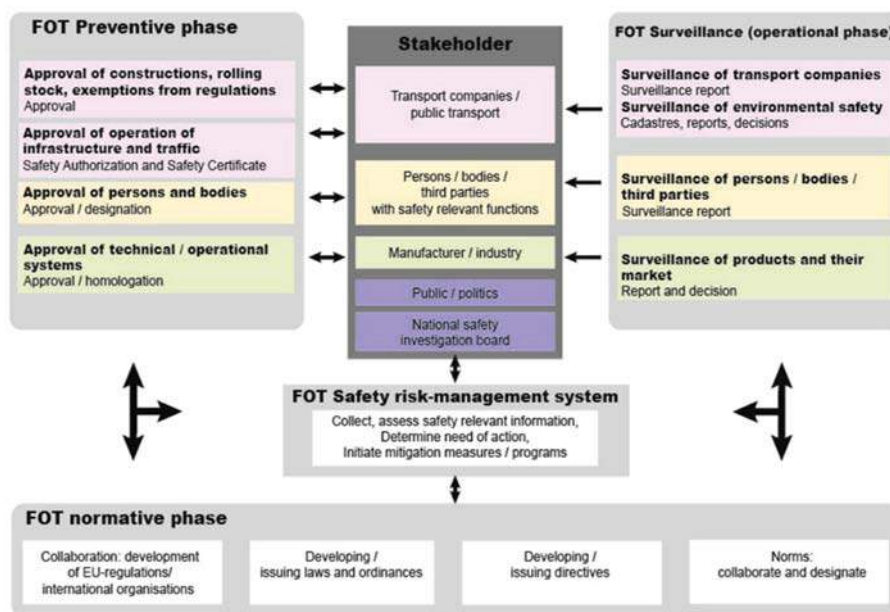 FOT Preventive phase
Approval of constructions, rolling
stock, exemptions from regulations
Approval
Approval of operation of
infrastructure and traffic
Safety Authorization and Safety Certificate
Approval of persons and bodies
Approval / designation
Approval of technical / operational
systems
Approval / homologation
Stakeholder
Transport companies /
public transport
Persons / bodies /
third parties
with safety relevant functions
Manufacturer / industry
Public / politics
National safety
investigation board
FOT Surveillance (operational phase)
Surveillance of transport companies
Surveillance report
Surveillance of environmental safety
Cadastres, reports, decisions
Surveillance of persons / bodies /
third parties
Surveillance report
Surveillance of products and their
market
Report and decision
FOT Safety risk-management system
Collect, assess safety relevant information,
Determine need of action,
Initiate mitigation measures / programs
FOT normative phase
Collaboration: development
of EU-regulations/
international organisations
Developing /
issuing laws and ordinances
Developing /
issuing directives
Norms:
collaborate and designate